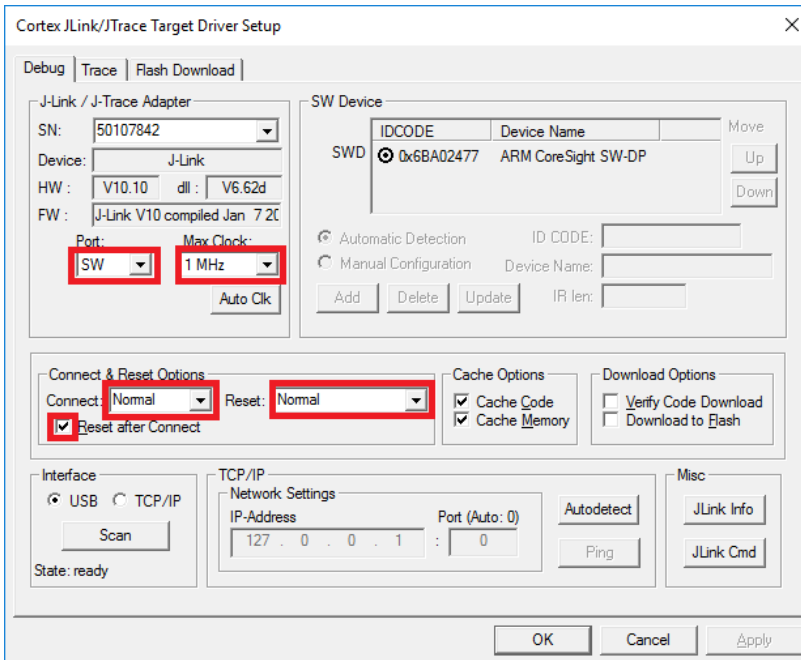 Cortex JLink/JTrace Target Driver Setup
Debug Trace Flash Download
J-Link / J-Trace Adapter
SN: 50107842
Device: J-Link
HW : V10.10 dll : V6.62d
FW : J-Link V10 compiled Jan 7 20
Port: Max Clock:
SW 1 MHz
Auto Clk
SW Device
IDCODE Device Name Move
SWD 0x6BA02477 ARM CoreSight SW-DP Up
Down
Automatic Detection ID CODE:
Manual Configuration Device Name:
Add Delete Update IR len:
Connect & Reset Options
Connect: Normal Reset: Normal
Reset after Connect
Cache Options
Cache Code
Cache Memory
Download Options
Verify Code Download
Download to Flash
Interface
USB TCP/IP
Scan
State: ready
TCP/IP
Network Settings
IP-Address Port (Auto: 0)
127 . 0 . 0 . 1 : 0
Autodetect
Ping
Misc
JLink Info
JLink Cmd
OK Cancel Apply